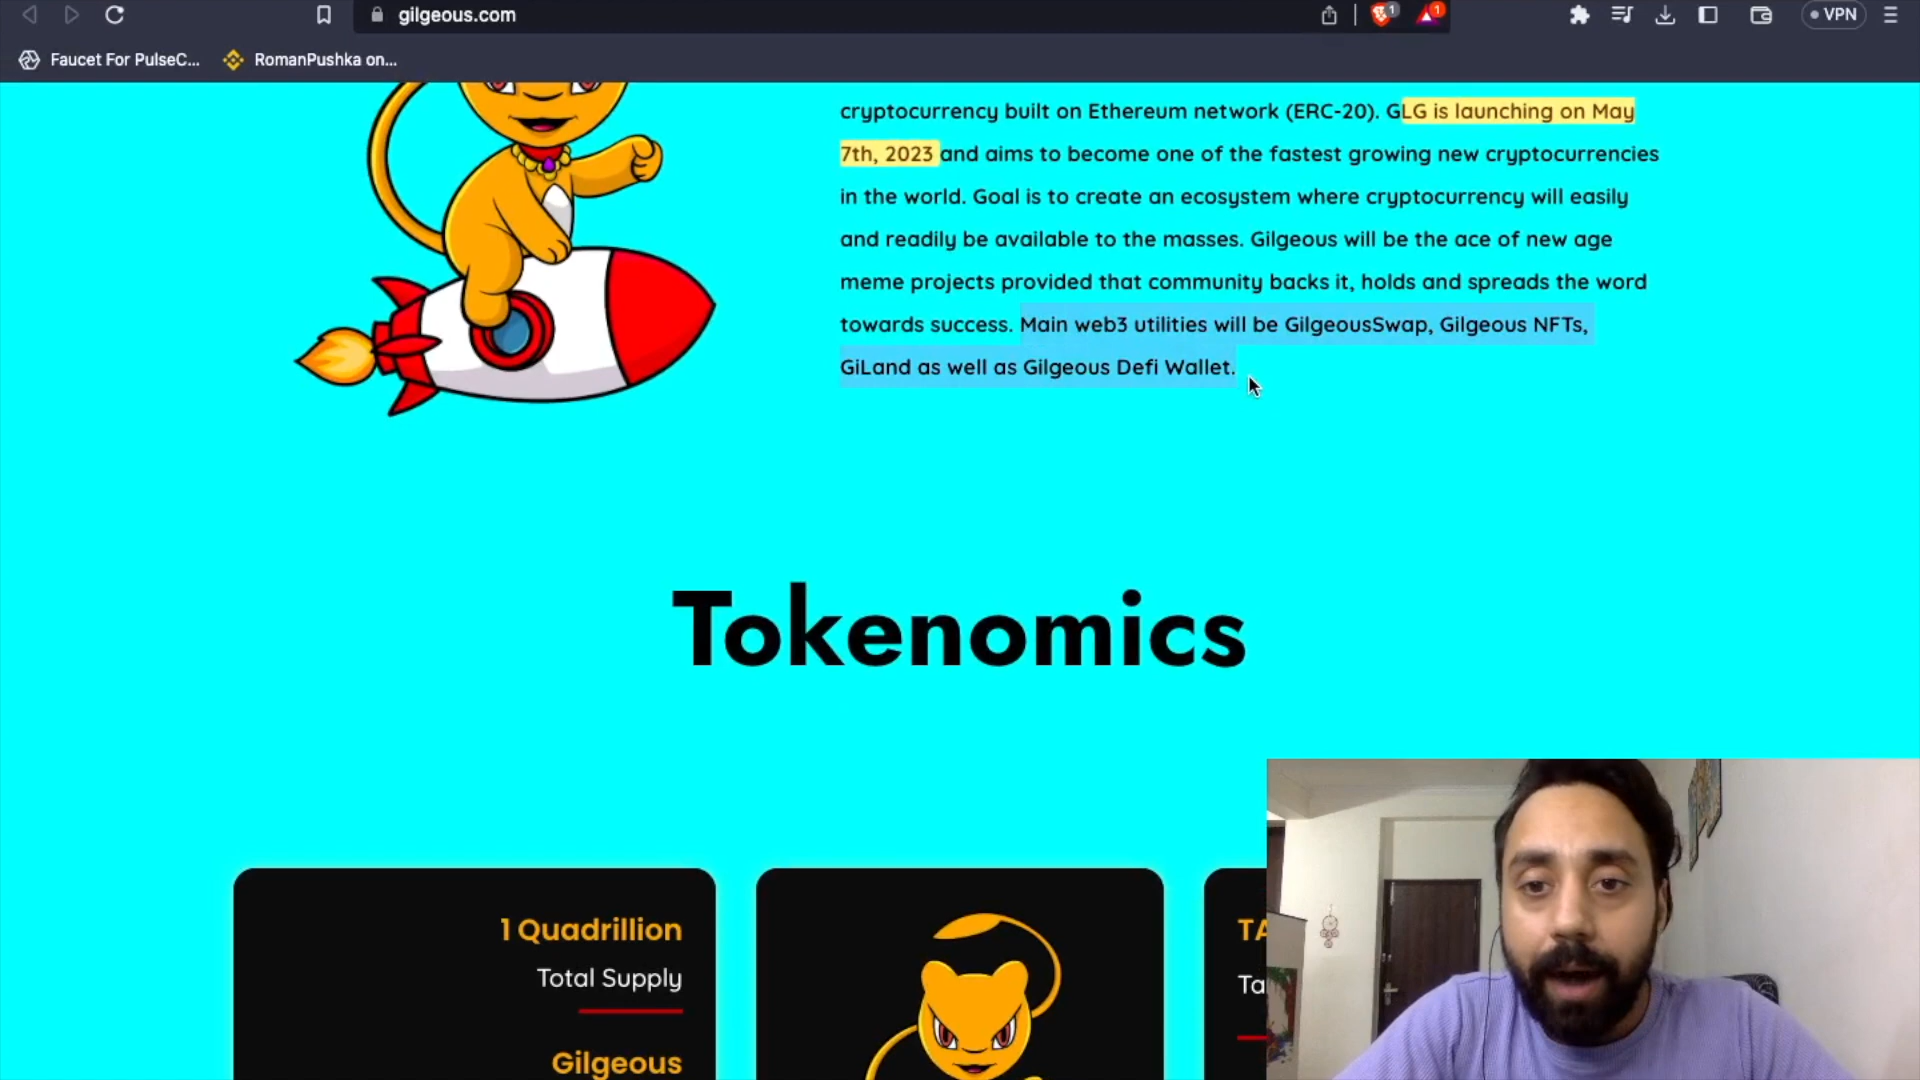 gilgeous.com
1
1
VPN
Faucet For PulseC...
RomanPushka on...
cryptocurrency built on Ethereum network (ERC-20). GLG is launching on May
7th, 2023 and aims to become one of the fastest growing new cryptocurrencies
in the world. Goal is to create an ecosystem where cryptocurrency will easily
and readily be available to the masses. Gilgeous will be the ace of new age
meme projects provided that community backs it, holds and spreads the word
towards success. Main web3 utilities will be GilgeousSwap, Gilgeous NFTs,
GiLand as well as Gilgeous Defi Wallet.
Tokenomics
1 Quadrillion
Total Supply
Gilgeous
TA
Ta